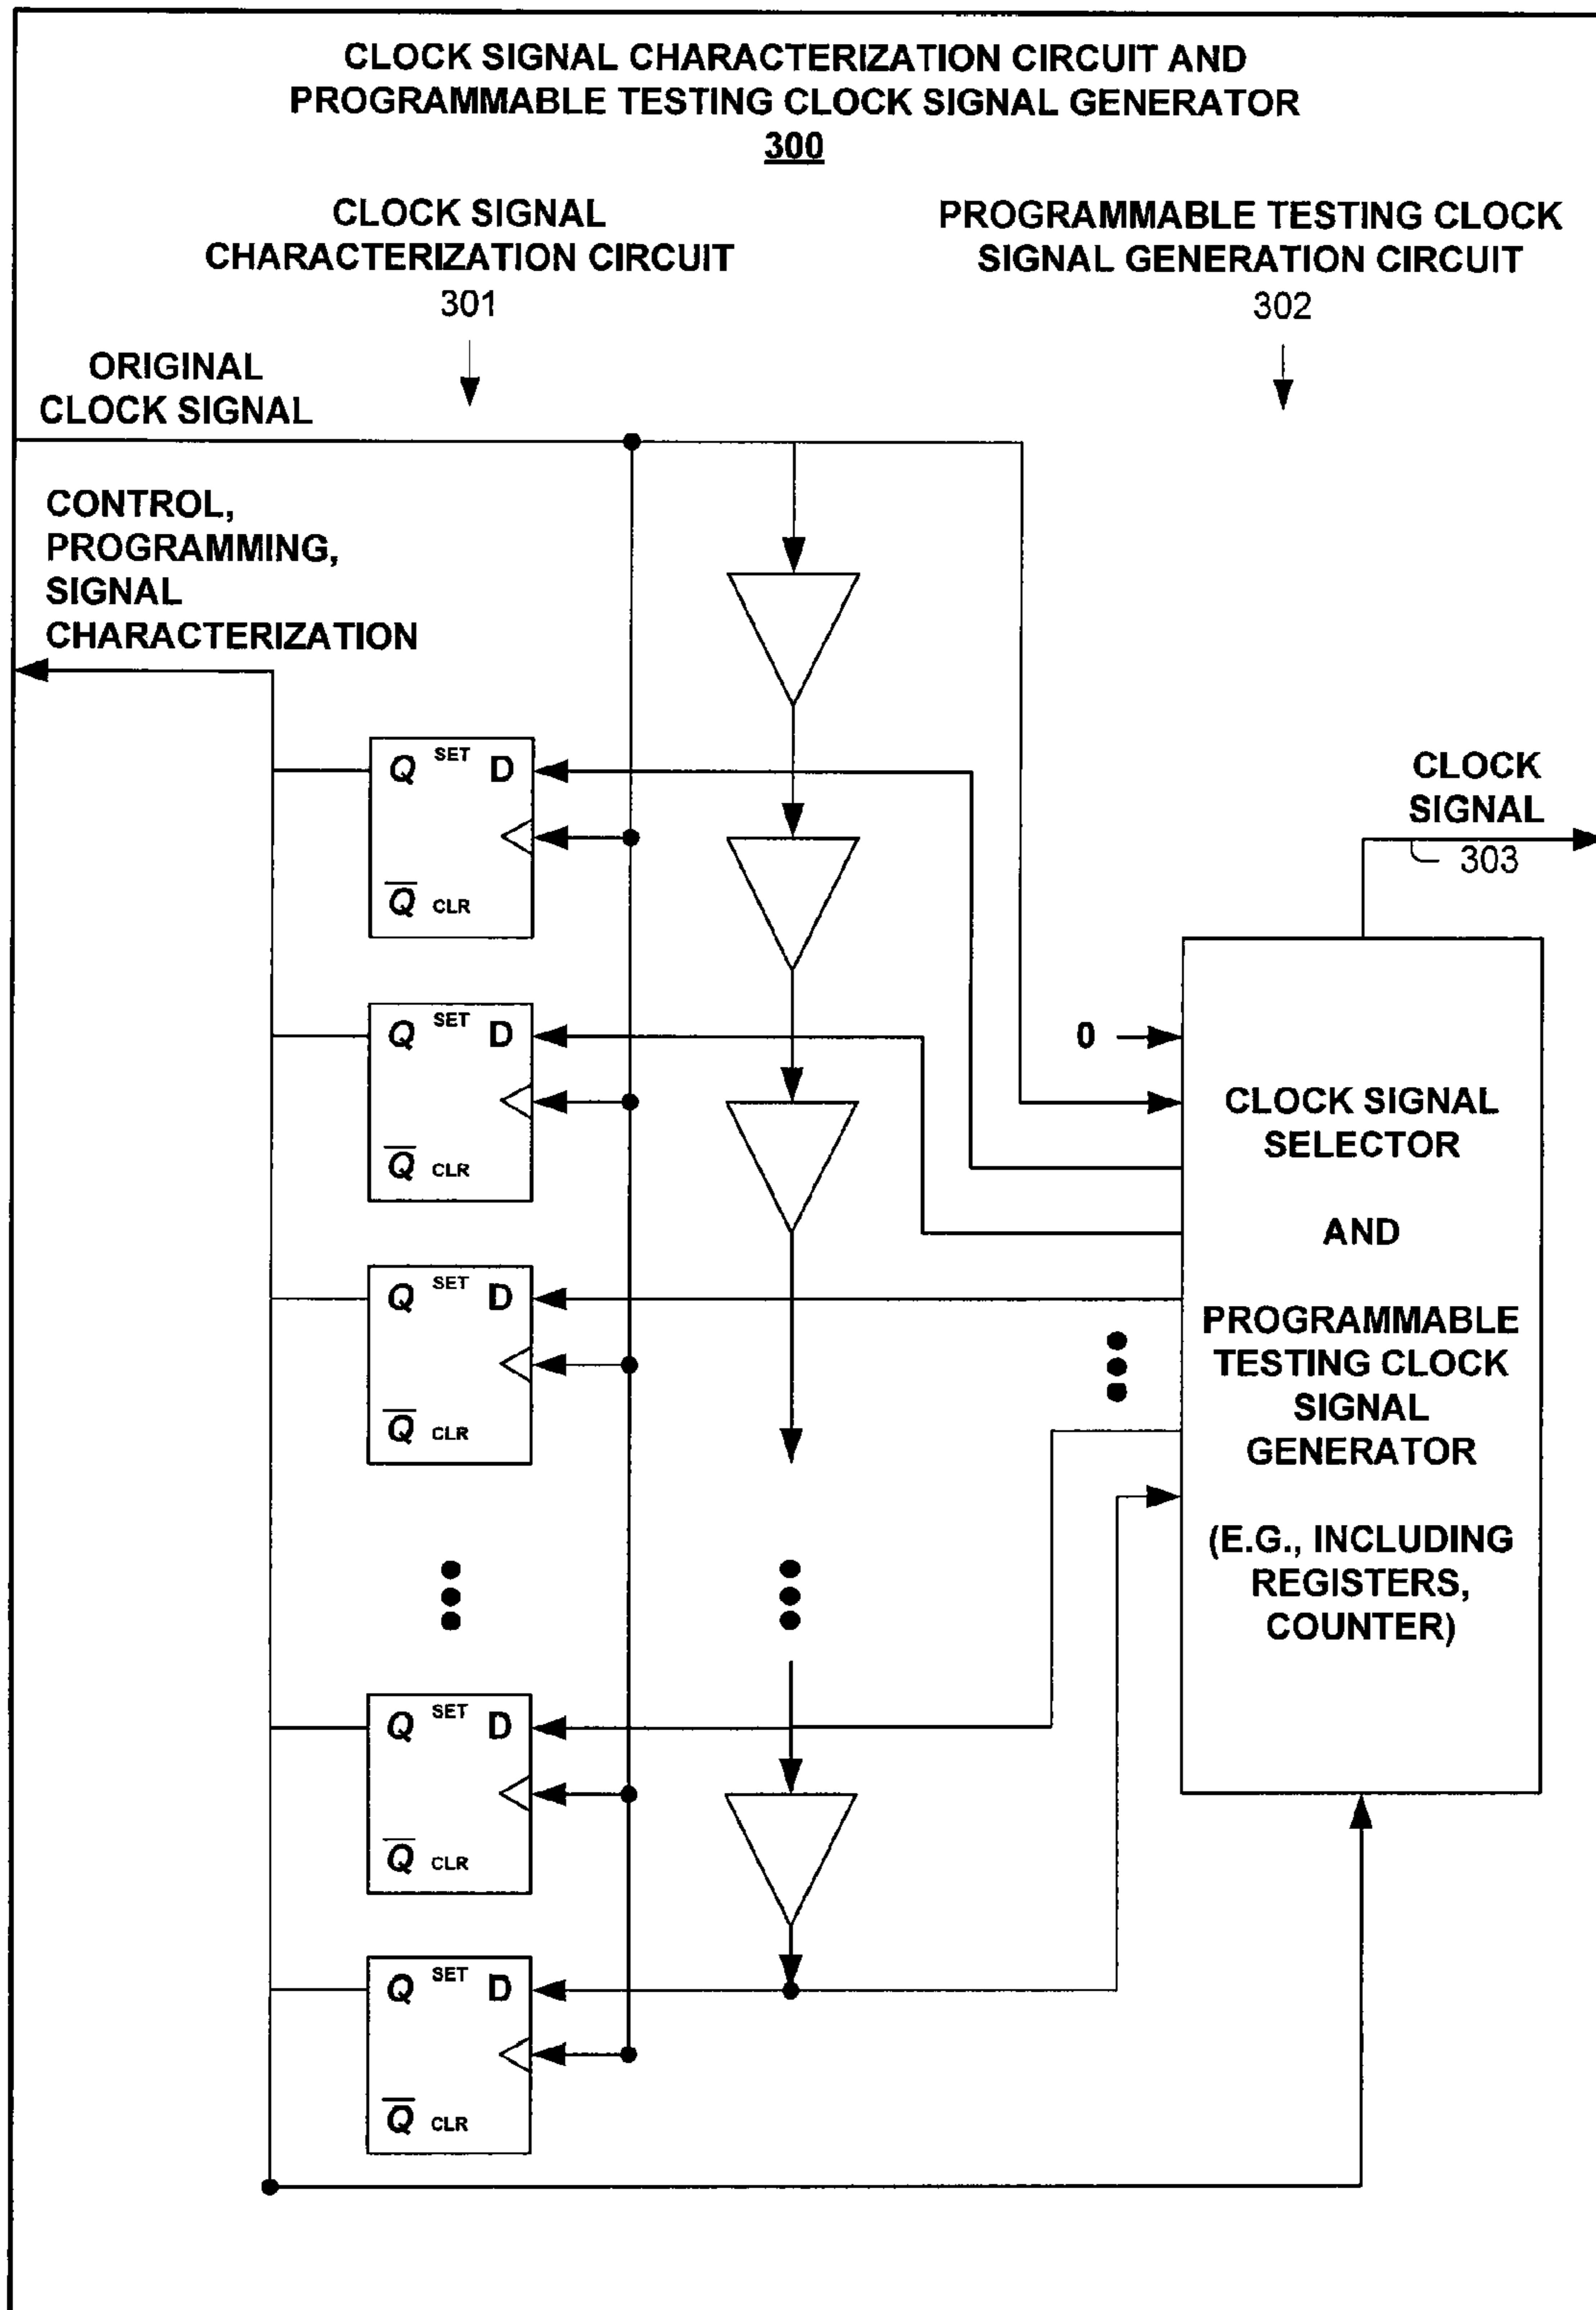 CLOCK SIGNAL CHARACTERIZATION CIRCUIT AND
PROGRAMMABLE TESTING CLOCK SIGNAL GENERATOR
300
CLOCK SIGNAL
CHARACTERIZATION CIRCUIT
301
PROGRAMMABLE TESTING CLOCK
SIGNAL GENERATION CIRCUIT
302
ORIGINAL
CLOCK SIGNAL
CONTROL,
PROGRAMMING,
SIGNAL
CHARACTERIZATION
Q SET D
Q̅ CLR
Q SET D
Q̅ CLR
Q SET D
Q̅ CLR
Q SET D
Q̅ CLR
Q SET D
Q̅ CLR
CLOCK
SIGNAL
303
0
CLOCK SIGNAL
SELECTOR
AND
PROGRAMMABLE
TESTING CLOCK
SIGNAL
GENERATOR
(E.G., INCLUDING
REGISTERS,
COUNTER)